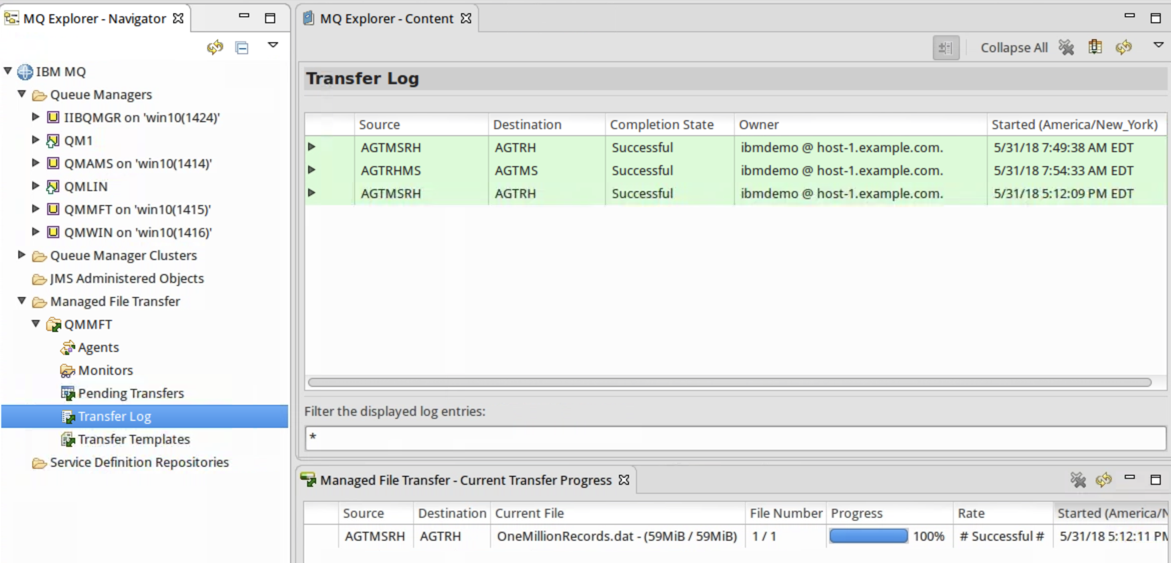 MQ Explorer - Navigator
IBM MQ
Queue Managers
IIBQMGR on 'win10(1424)'
QM1
QMAMS on 'win10(1414)'
QMLIN
QMMFT on 'win10(1415)'
QMWIN on 'win10(1416)'
Queue Manager Clusters
JMS Administered Objects
Managed File Transfer
QMMFT
Agents
Monitors
Pending Transfers
Transfer Log
Transfer Templates
Service Definition Repositories
MQ Explorer - Content
Collapse All
Transfer Log
Source Destination Completion State Owner Started (America/New_York)
AGTMSRH AGTRH Successful ibmdemo @ host-1.example.com. 5/31/18 7:49:38 AM EDT
AGTRHMS AGTMS Successful ibmdemo @ host-1.example.com. 5/31/18 7:54:33 AM EDT
AGTMSRH AGTRH Successful ibmdemo @ host-1.example.com. 5/31/18 5:12:09 PM EDT
Filter the displayed log entries:
*
Managed File Transfer - Current Transfer Progress
Source Destination Current File File Number Progress Rate Started (America/N
AGTMSRH AGTRH OneMillionRecords.dat - (59MiB / 59MiB) 1 / 1 100% # Successful # 5/31/18 5:12:11 PM